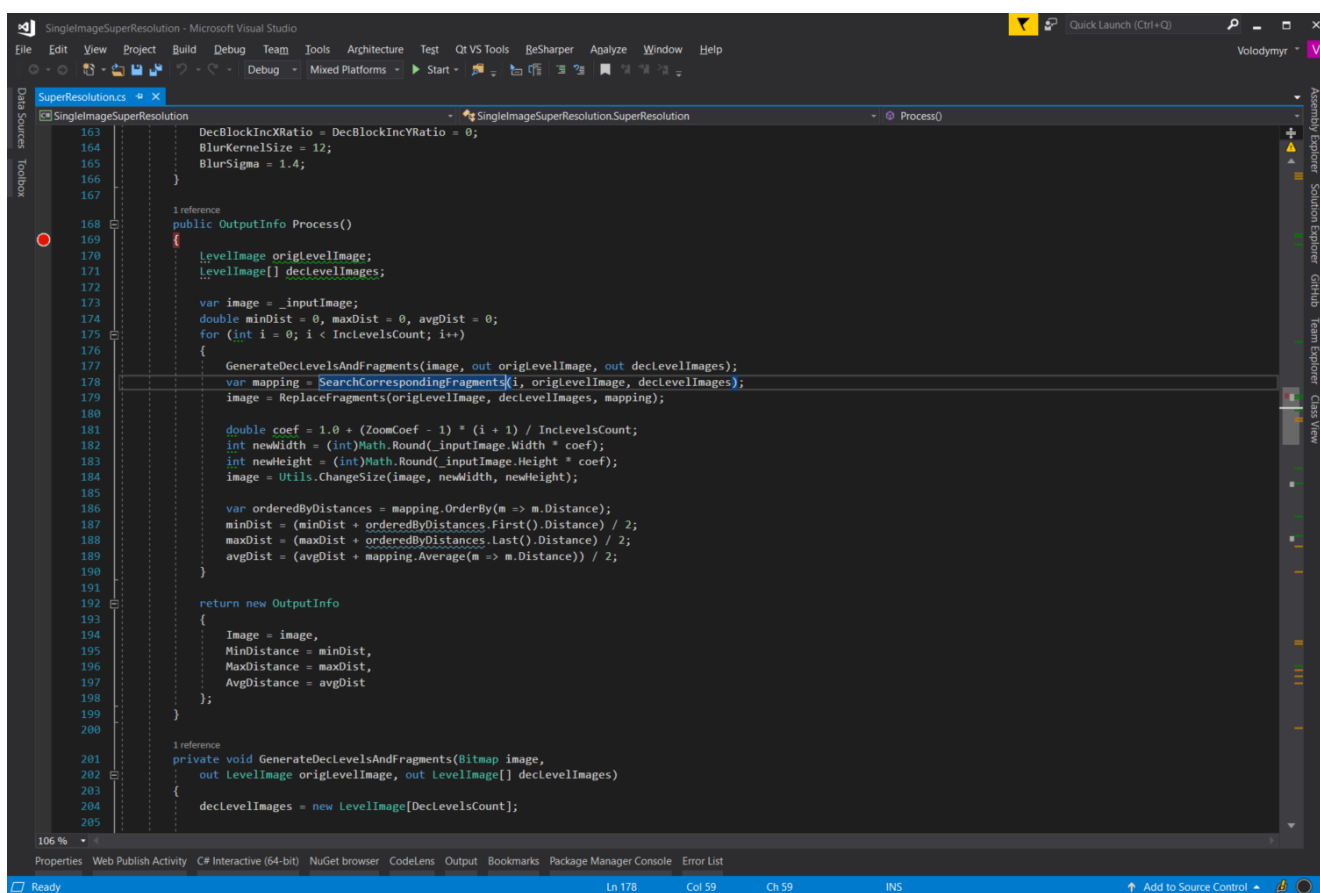 SingleImageSuperResolution - Microsoft Visual Studio
Quick Launch (Ctrl+Q)
File Edit View Project Build Debug Team Tools Architecture Test Qt VS Tools ReSharper Analyze Window Help
Volodymyr V
Debug Mixed Platforms Start
SuperResolution.cs
SingleImageSuperResolution SingleImageSuperResolution.SuperResolution Process()
163 DecBlockIncXRatio = DecBlockIncYRatio = 0;
164 BlurKernelSize = 12;
165 BlurSigma = 1.4;
166 }
167
1 reference
168 public OutputInfo Process()
169 {
170 LevelImage origLevelImage;
171 LevelImage[] decLevelImages;
172
173 var image = _inputImage;
174 double minDist = 0, maxDist = 0, avgDist = 0;
175 for (int i = 0; i < IncLevelsCount; i++)
176 {
177 GenerateDecLevelsAndFragments(image, out origLevelImage, out decLevelImages);
178 var mapping = SearchCorrespondingFragments(i, origLevelImage, decLevelImages);
179 image = ReplaceFragments(origLevelImage, decLevelImages, mapping);
180
181 double coef = 1.0 + (ZoomCoef - 1) * (i + 1) / IncLevelsCount;
182 int newWidth = (int)Math.Round(_inputImage.Width * coef);
183 int newHeight = (int)Math.Round(_inputImage.Height * coef);
184 image = Utils.ChangeSize(image, newWidth, newHeight);
185
186 var orderedByDistances = mapping.OrderBy(m => m.Distance);
187 minDist = (minDist + orderedByDistances.First().Distance) / 2;
188 maxDist = (maxDist + orderedByDistances.Last().Distance) / 2;
189 avgDist = (avgDist + mapping.Average(m => m.Distance)) / 2;
190 }
191
192 return new OutputInfo
193 {
194 Image = image,
195 MinDistance = minDist,
196 MaxDistance = maxDist,
197 AvgDistance = avgDist
198 };
199 }
200
1 reference
201 private void GenerateDecLevelsAndFragments(Bitmap image,
202 out LevelImage origLevelImage, out LevelImage[] decLevelImages)
203 {
204 decLevelImages = new LevelImage[DecLevelsCount];
205
106 %
Data Sources
Toolbox
Assembly Explorer
Solution Explorer
GitHub
Team Explorer
Class View
Properties Web Publish Activity C# Interactive (64-bit) NuGet browser CodeLens Output Bookmarks Package Manager Console Error List
Ready Ln 178 Col 59 Ch 59 INS Add to Source Control